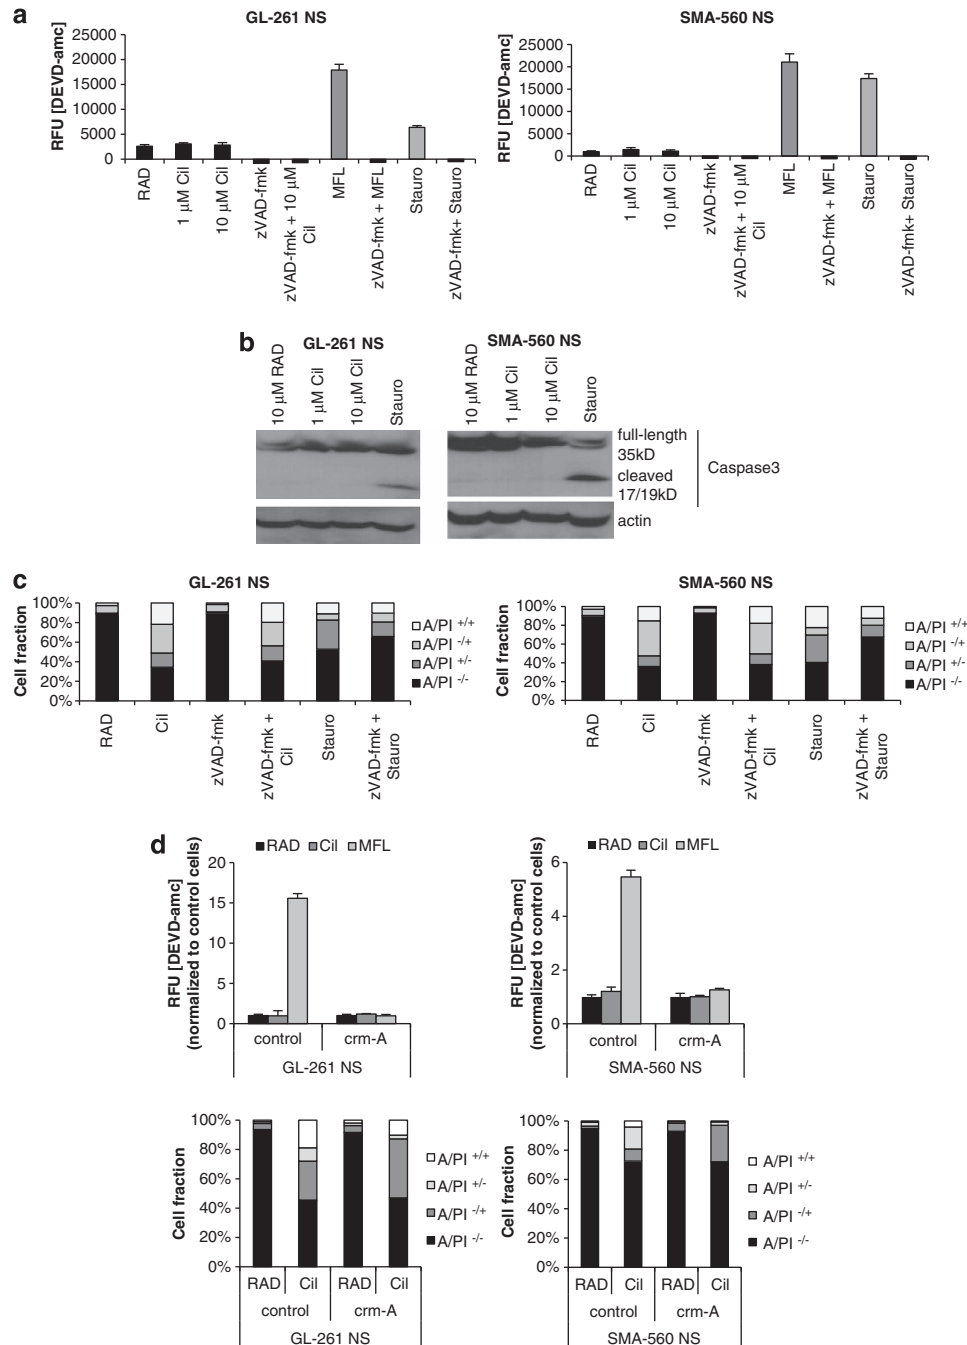 a
GL-261 NS
RFU [DEVD-amc]
25000
20000
15000
10000
5000
0
RAD
1 µM Cil
10 µM Cil
zVAD-fmk
zVAD-fmk + 10 µM
Cil
MFL
zVAD-fmk + MFL
Stauro
zVAD-fmk+ Stauro
SMA-560 NS
RFU [DEVD-amc]
25000
20000
15000
10000
5000
0
RAD
1 µM Cil
10 µM Cil
zVAD-fmk
zVAD-fmk + 10 µM
Cil
MFL
zVAD-fmk + MFL
Stauro
zVAD-fmk+ Stauro
b
GL-261 NS
10 µM RAD
1 µM Cil
10 µM Cil
Stauro
SMA-560 NS
10 µM RAD
1 µM Cil
10 µM Cil
Stauro
full-length
35kD
cleaved
17/19kD
Caspase3
actin
c
GL-261 NS
Cell fraction
100%
80%
60%
40%
20%
0%
RAD
Cil
zVAD-fmk
zVAD-fmk +
Cil
Stauro
zVAD-fmk +
Stauro
A/PI +/+
A/PI -/+
A/PI +/-
A/PI -/-
SMA-560 NS
Cell fraction
100%
80%
60%
40%
20%
0%
RAD
Cil
zVAD-fmk
zVAD-fmk +
Cil
Stauro
zVAD-fmk +
Stauro
A/PI +/+
A/PI -/+
A/PI +/-
A/PI -/-
d
RAD Cil MFL
RFU [DEVD-amc]
(normalized to control cells)
20
15
10
5
0
control crm-A
GL-261 NS
RAD Cil MFL
RFU [DEVD-amc]
(normalized to control cells)
6
4
2
0
control crm-A
SMA-560 NS
Cell fraction
100%
80%
60%
40%
20%
0%
RAD Cil RAD Cil
control crm-A
GL-261 NS
A/PI +/+
A/PI +/-
A/PI -/+
A/PI -/-
Cell fraction
100%
80%
60%
40%
20%
0%
RAD Cil RAD Cil
control crm-A
SMA-560 NS
A/PI +/+
A/PI +/-
A/PI -/+
A/PI -/-